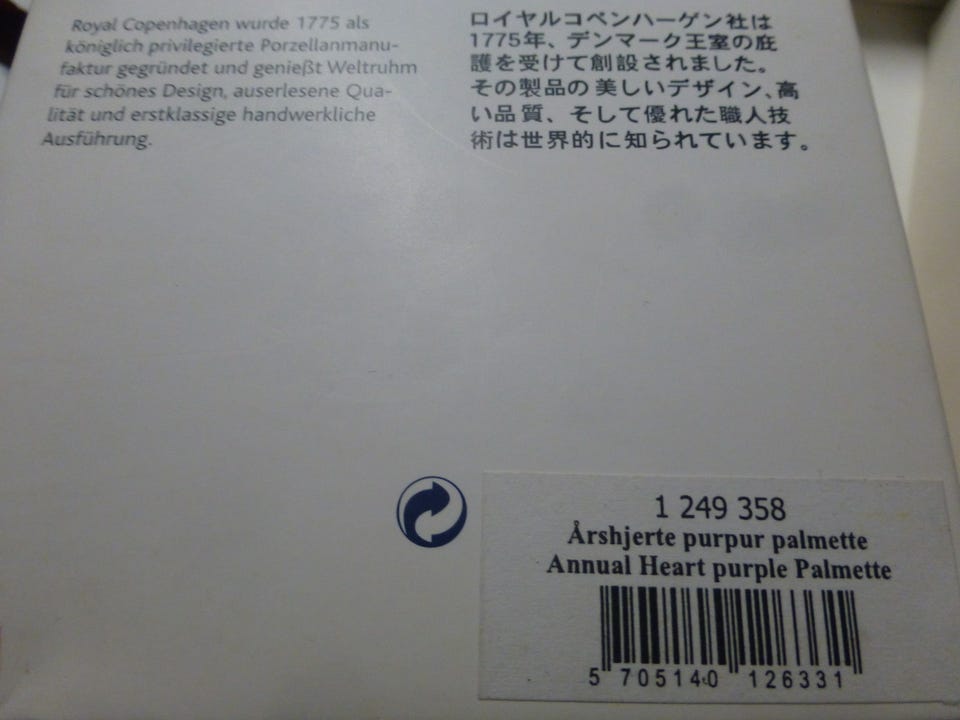 Royal Copenhagen wurde 1775 als
königlich privilegierte Porzellanmanu-
faktur gegründet und genießt Weltruhm
für schönes Design, auserlesene Qua-
lität und erstklassige handwerkliche
Ausführung.
ロイヤルコペンハーゲン社は
1775年、デンマーク王室の庇
護を受けて創設されました。
その製品の美しいデザイン、高
い品質、そして優れた職人技
術は世界的に知られています。
1 249 358
Årshjerte purpur palmette
Annual Heart purple Palmette
5 705140 126331